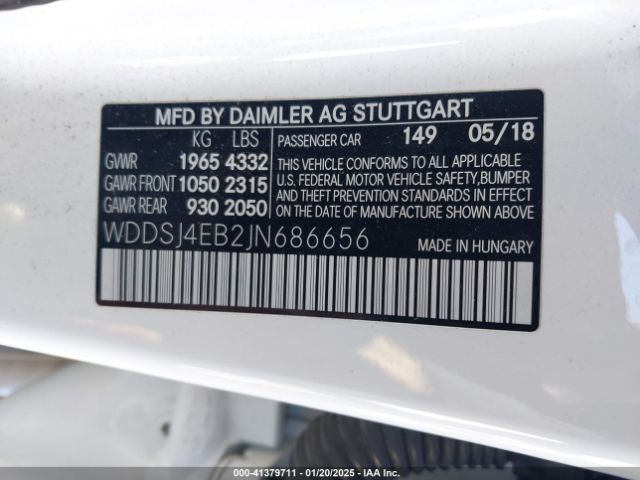 MFD BY DAIMLER AG STUTTGART
KG LBS
GVWR 1965 4332
GAWR FRONT 1050 2315
GAWR REAR 930 2050
PASSENGER CAR 149 05/18
THIS VEHICLE CONFORMS TO ALL APPLICABLE
U.S. FEDERAL MOTOR VEHICLE SAFETY,BUMPER
AND THEFT PREVENTION STANDARDS IN EFFECT
ON THE DATE OF MANUFACTURE SHOWN ABOVE.
WDDSJ4EB2JN686656
MADE IN HUNGARY
000-41379711 — 01/20/2025 — IAA Inc.